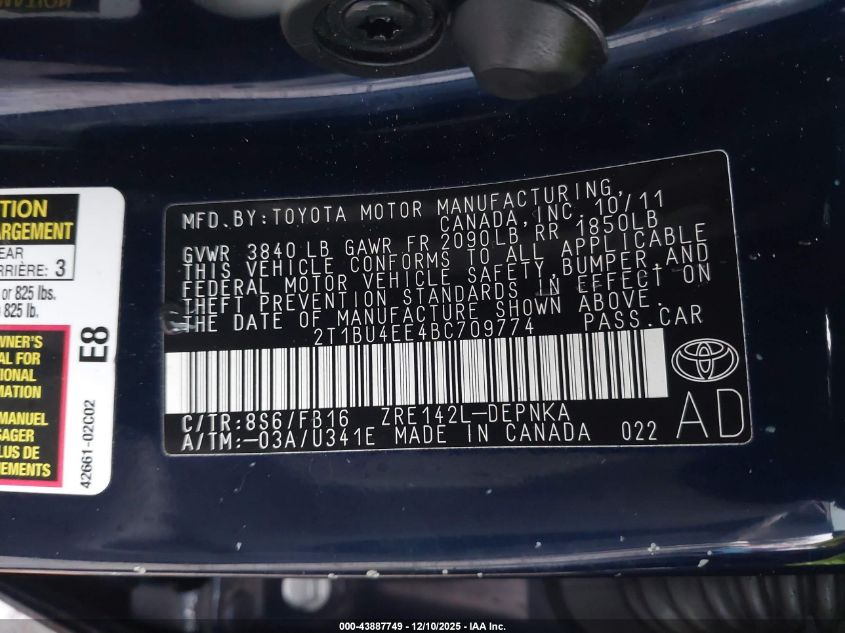 TION
ARGEMENT
EAR
RRIÈRE: 3
or 825 lbs.
825 lb.
E8
WNER'S
AL FOR
TIONAL
RMATION
MANUEL
SAGER
PLUS DE
NEMENTS
42661-02C02
MFD. BY: TOYOTA MOTOR MANUFACTURING,
CANADA, INC. 10/11
GVWR 3840 LB GAWR FR 2090LB RR 1850LB
THIS VEHICLE CONFORMS TO ALL APPLICABLE
FEDERAL MOTOR VEHICLE SAFETY, BUMPER, AND
THEFT PREVENTION STANDARDS IN EFFECT ON
THE DATE OF MANUFACTURE SHOWN ABOVE.
2T1BU4EE4BC709774 PASS. CAR
C/TR: 8S6/FB16 ZRE142L-DEPNKA
A/TM: -03A/U341E MADE IN CANADA 022
AD
000-43887749 - 12/10/2025 - IAA Inc.